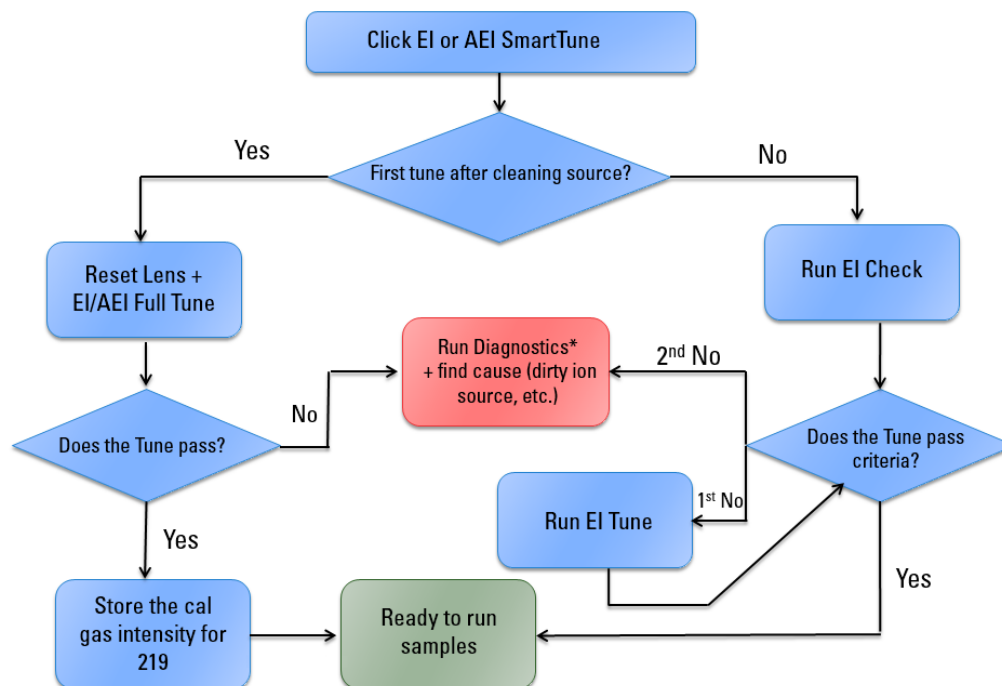 Click EI or AEI SmartTune
First tune after cleaning source?
Yes
No
Reset Lens +
EI/AEI Full Tune
Run EI Check
Run Diagnostics*
+ find cause (dirty ion
source, etc.)
2nd No
No
Does the Tune pass?
Does the Tune pass
criteria?
1st No
Run EI Tune
Yes
Yes
Store the cal
gas intensity for
219
Ready to run
samples